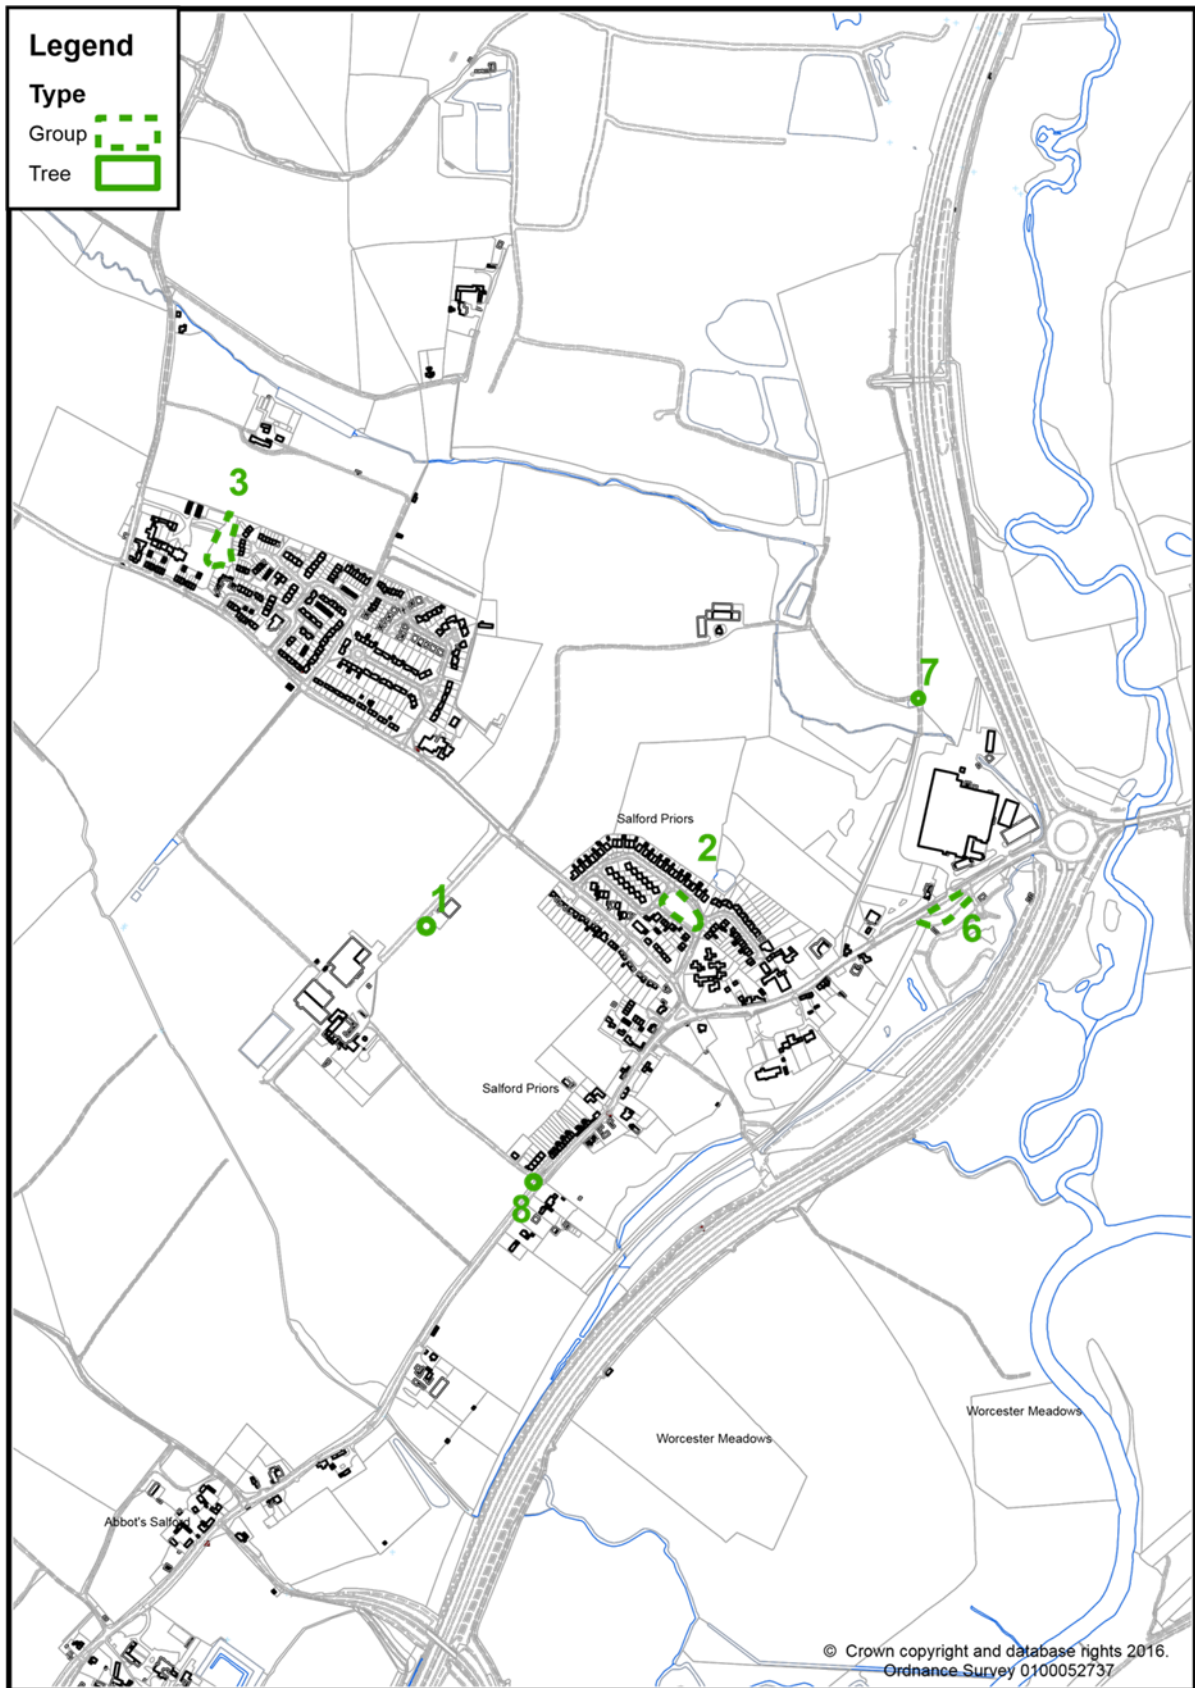 Legend
Type
Group
Tree
3
7
Salford Priors
2
1
6
Salford Priors
8
Worcester Meadows
Worcester Meadows
Abbot's Salford
© Crown copyright and database rights 2016.
Ordnance Survey 0100052737